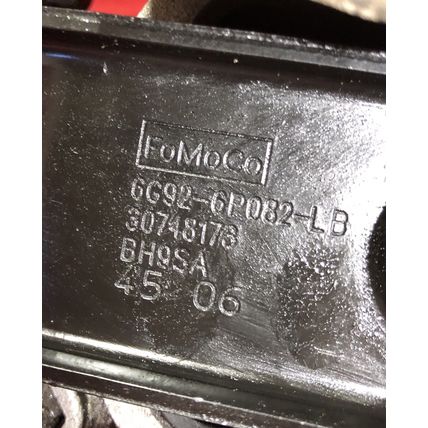 FoMoCo
6G92-6P082-LB
30748173
BH9SA
45 06